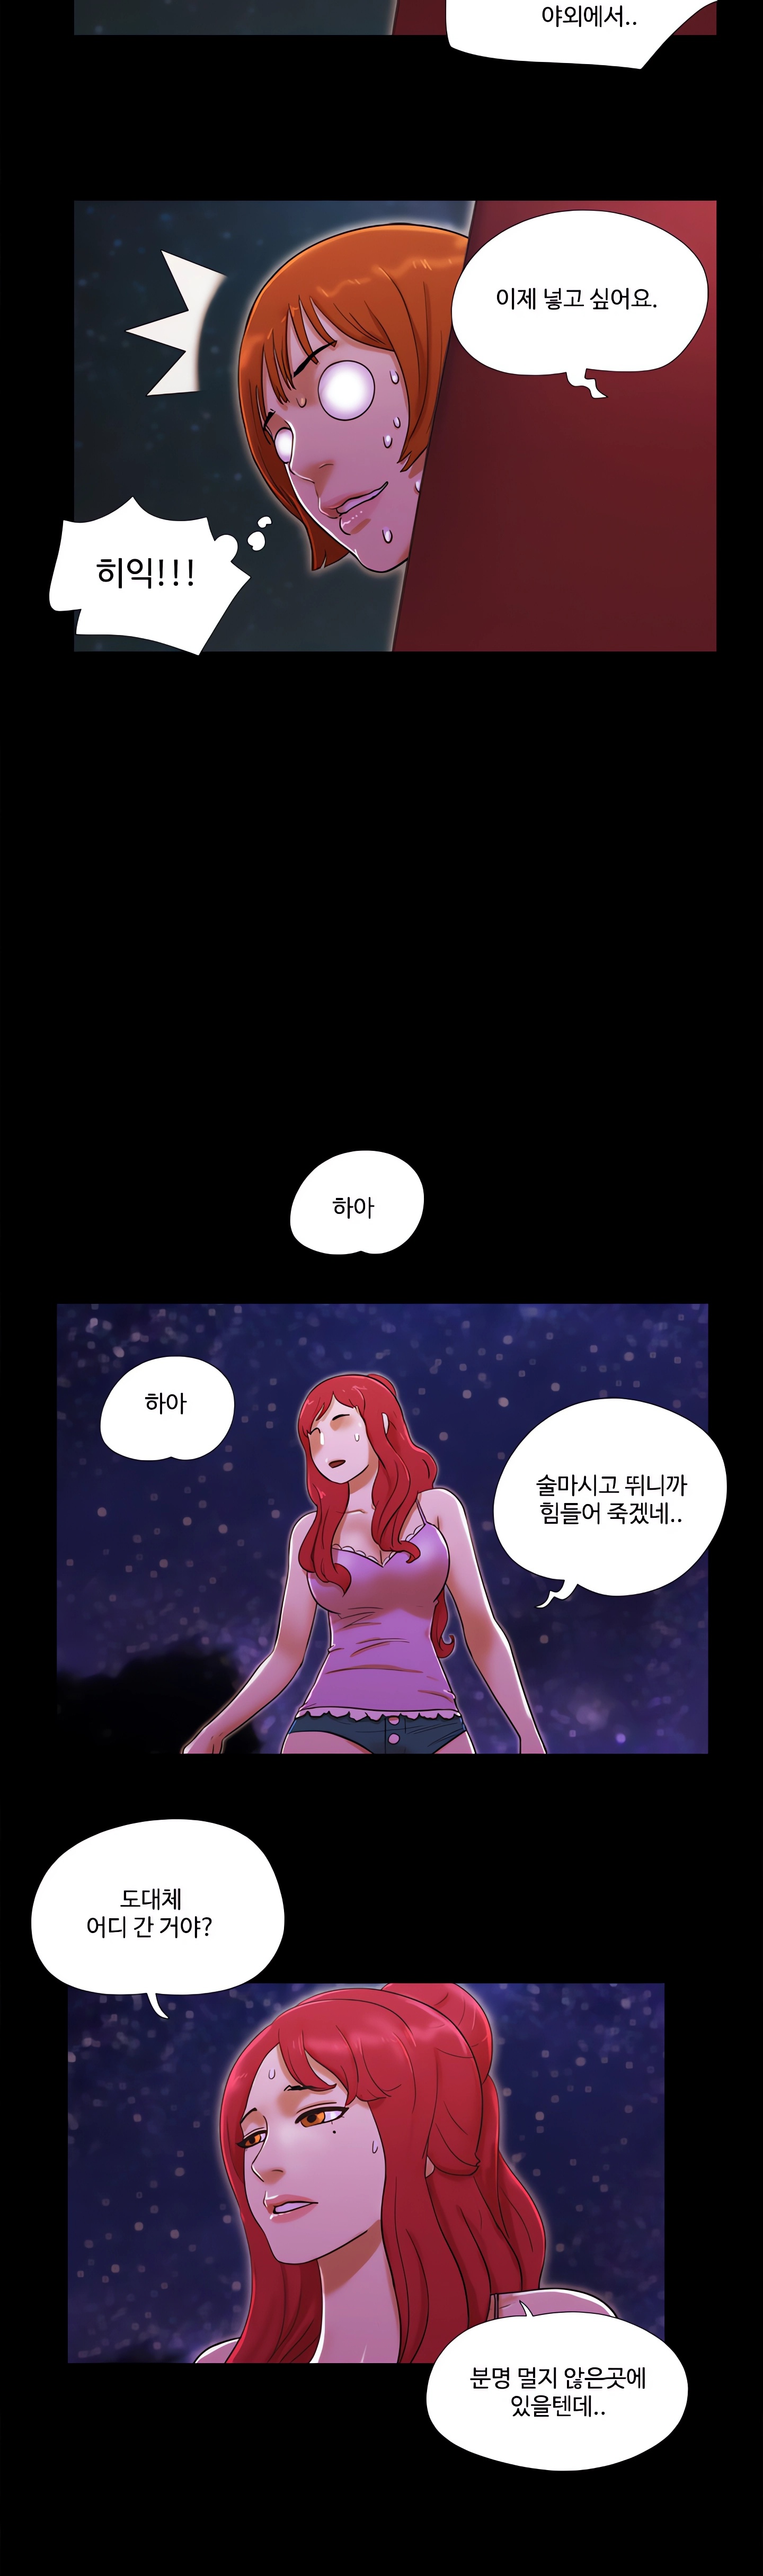 야외에서..
이제 넣고 싶어요.
히익!!!
하아
하아
술마시고 뛰니까
힘들어 죽겠네..
도대체
어디 간 거야?
분명 멀지 않은곳에
있을텐데..